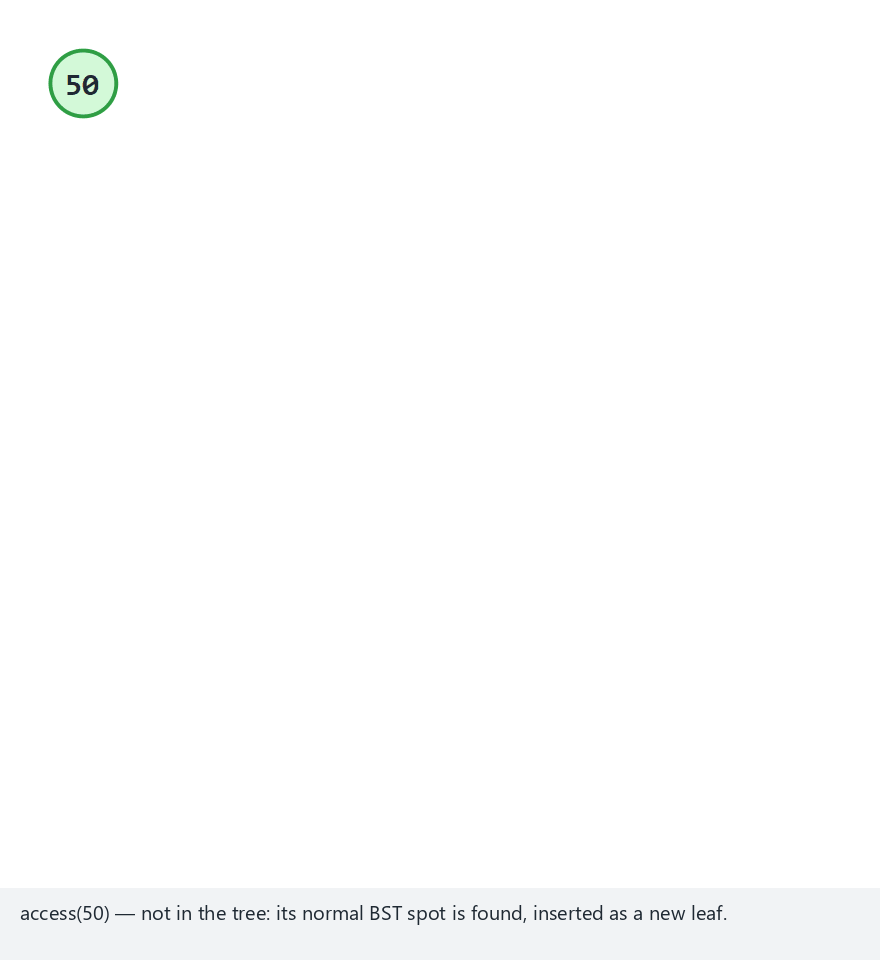 50
access(50) — not in the tree: its normal BST spot is found, inserted as a new leaf.